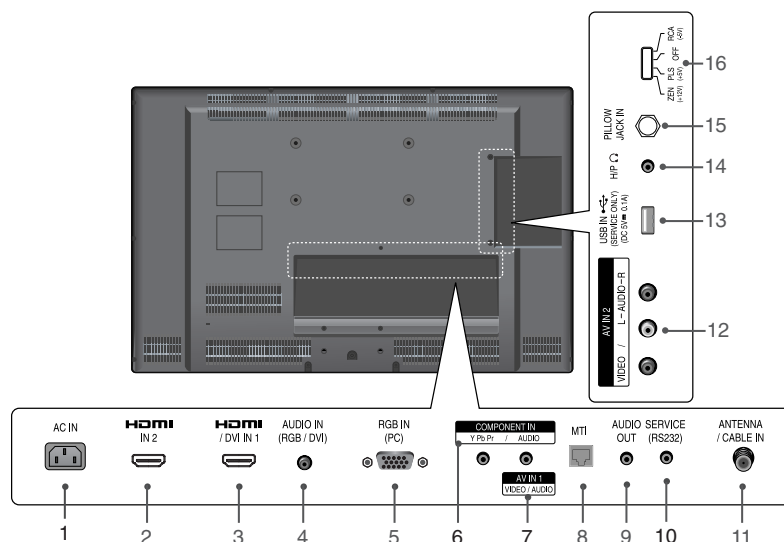 RCA
(-5V)
OFF
PLS
(+5V)
ZEN
(+12V)
16
PILLOW
JACK IN
15
H/P
14
USB IN
(SERVICE ONLY)
(DC 5V 0.1A)
13
AV IN 2
VIDEO / L-AUDIO-R
12
AC IN
HDMI
IN 2
HDMI
/ DVI IN 1
AUDIO IN
(RGB / DVI)
RGB IN
(PC)
COMPONENT IN
Y Pb Pr / AUDIO
AV IN 1
VIDEO / AUDIO
MTI
AUDIO
OUT
SERVICE
(RS232)
ANTENNA
/ CABLE IN
1 2 3 4 5 6 7 8 9 10 11